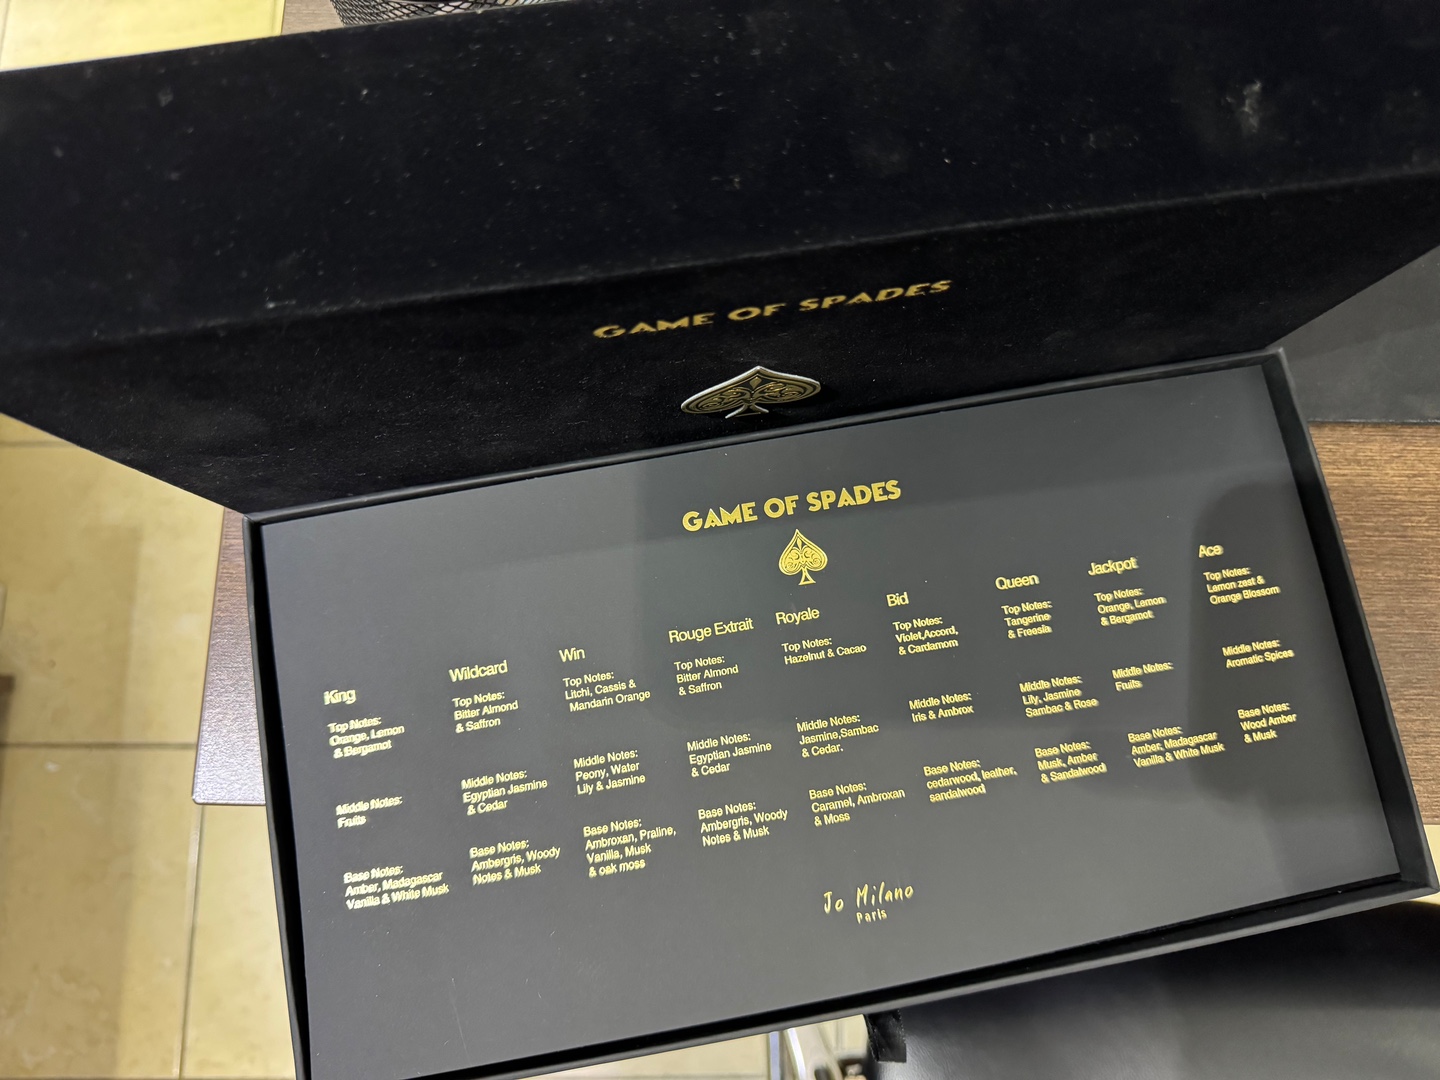 GAME OF SPADES
GAME OF SPADES
King
Top Notes:
Orange, Lemon
& Bergamot
Middle Notes:
Fruits
Base Notes:
Amber, Madagascar
Vanilla & White Musk
Wildcard
Top Notes:
Bitter Almond
& Saffron
Middle Notes:
Egyptian Jasmine
& Cedar
Base Notes:
Ambergris, Woody
Notes & Musk
Win
Top Notes:
Litchi, Cassis &
Mandarin Orange
Middle Notes:
Peony, Water
Lily & Jasmine
Base Notes:
Ambroxan, Praline,
Vanilla, Musk
& oak moss
Rouge Extrait
Top Notes:
Bitter Almond
& Saffron
Middle Notes:
Egyptian Jasmine
& Cedar
Base Notes:
Ambergris, Woody
Notes & Musk
Royale
Top Notes:
Hazelnut & Cacao
Middle Notes:
Jasmine,Sambac
& Cedar.
Base Notes:
Caramel, Ambroxan
& Moss
Bid
Top Notes:
Violet,Accord,
& Cardamom
Middle Notes:
Iris & Ambrox
Base Notes:
cedarwood, leather,
sandalwood
Queen
Top Notes:
Tangerine
& Freesia
Middle Notes:
Lily, Jasmine
Sambac & Rose
Base Notes:
Musk, Amber
& Sandalwood
Jackpot
Top Notes:
Orange, Lemon
& Bergamot
Middle Notes:
Fruits
Base Notes:
Amber, Madagascar
Vanilla & White Musk
Ace
Top Notes:
Lemon zest &
Orange Blossom
Middle Notes:
Aromatic Spices
Base Notes:
Wood Amber
& Musk
Jo Milano
Paris